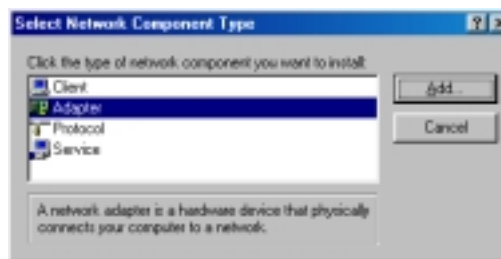 Select Network Component Type
Click the type of network component you want to install:
Client
Adapter
Protocol
Service
Add...
Cancel
A network adapter is a hardware device that physically
connects your computer to a network.